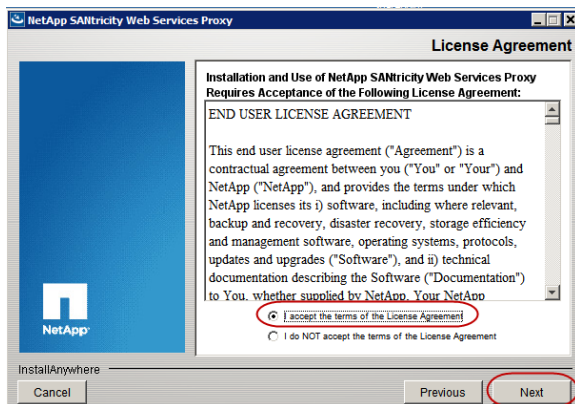 NetApp SANtricity Web Services Proxy
License Agreement
Installation and Use of NetApp SANtricity Web Services Proxy
Requires Acceptance of the Following License Agreement:
END USER LICENSE AGREEMENT
This end user license agreement ("Agreement") is a
contractual agreement between you ("You" or "Your") and
NetApp ("NetApp"), and provides the terms under which
NetApp licenses its i) software, including where relevant,
backup and recovery, disaster recovery, storage efficiency
and management software, operating systems, protocols,
updates and upgrades ("Software"), and ii) technical
documentation describing the Software ("Documentation")
to You, whether supplied by NetApp, Your NetApp
I accept the terms of the License Agreement
I do NOT accept the terms of the License Agreement
NetApp
InstallAnywhere
Cancel
Previous
Next